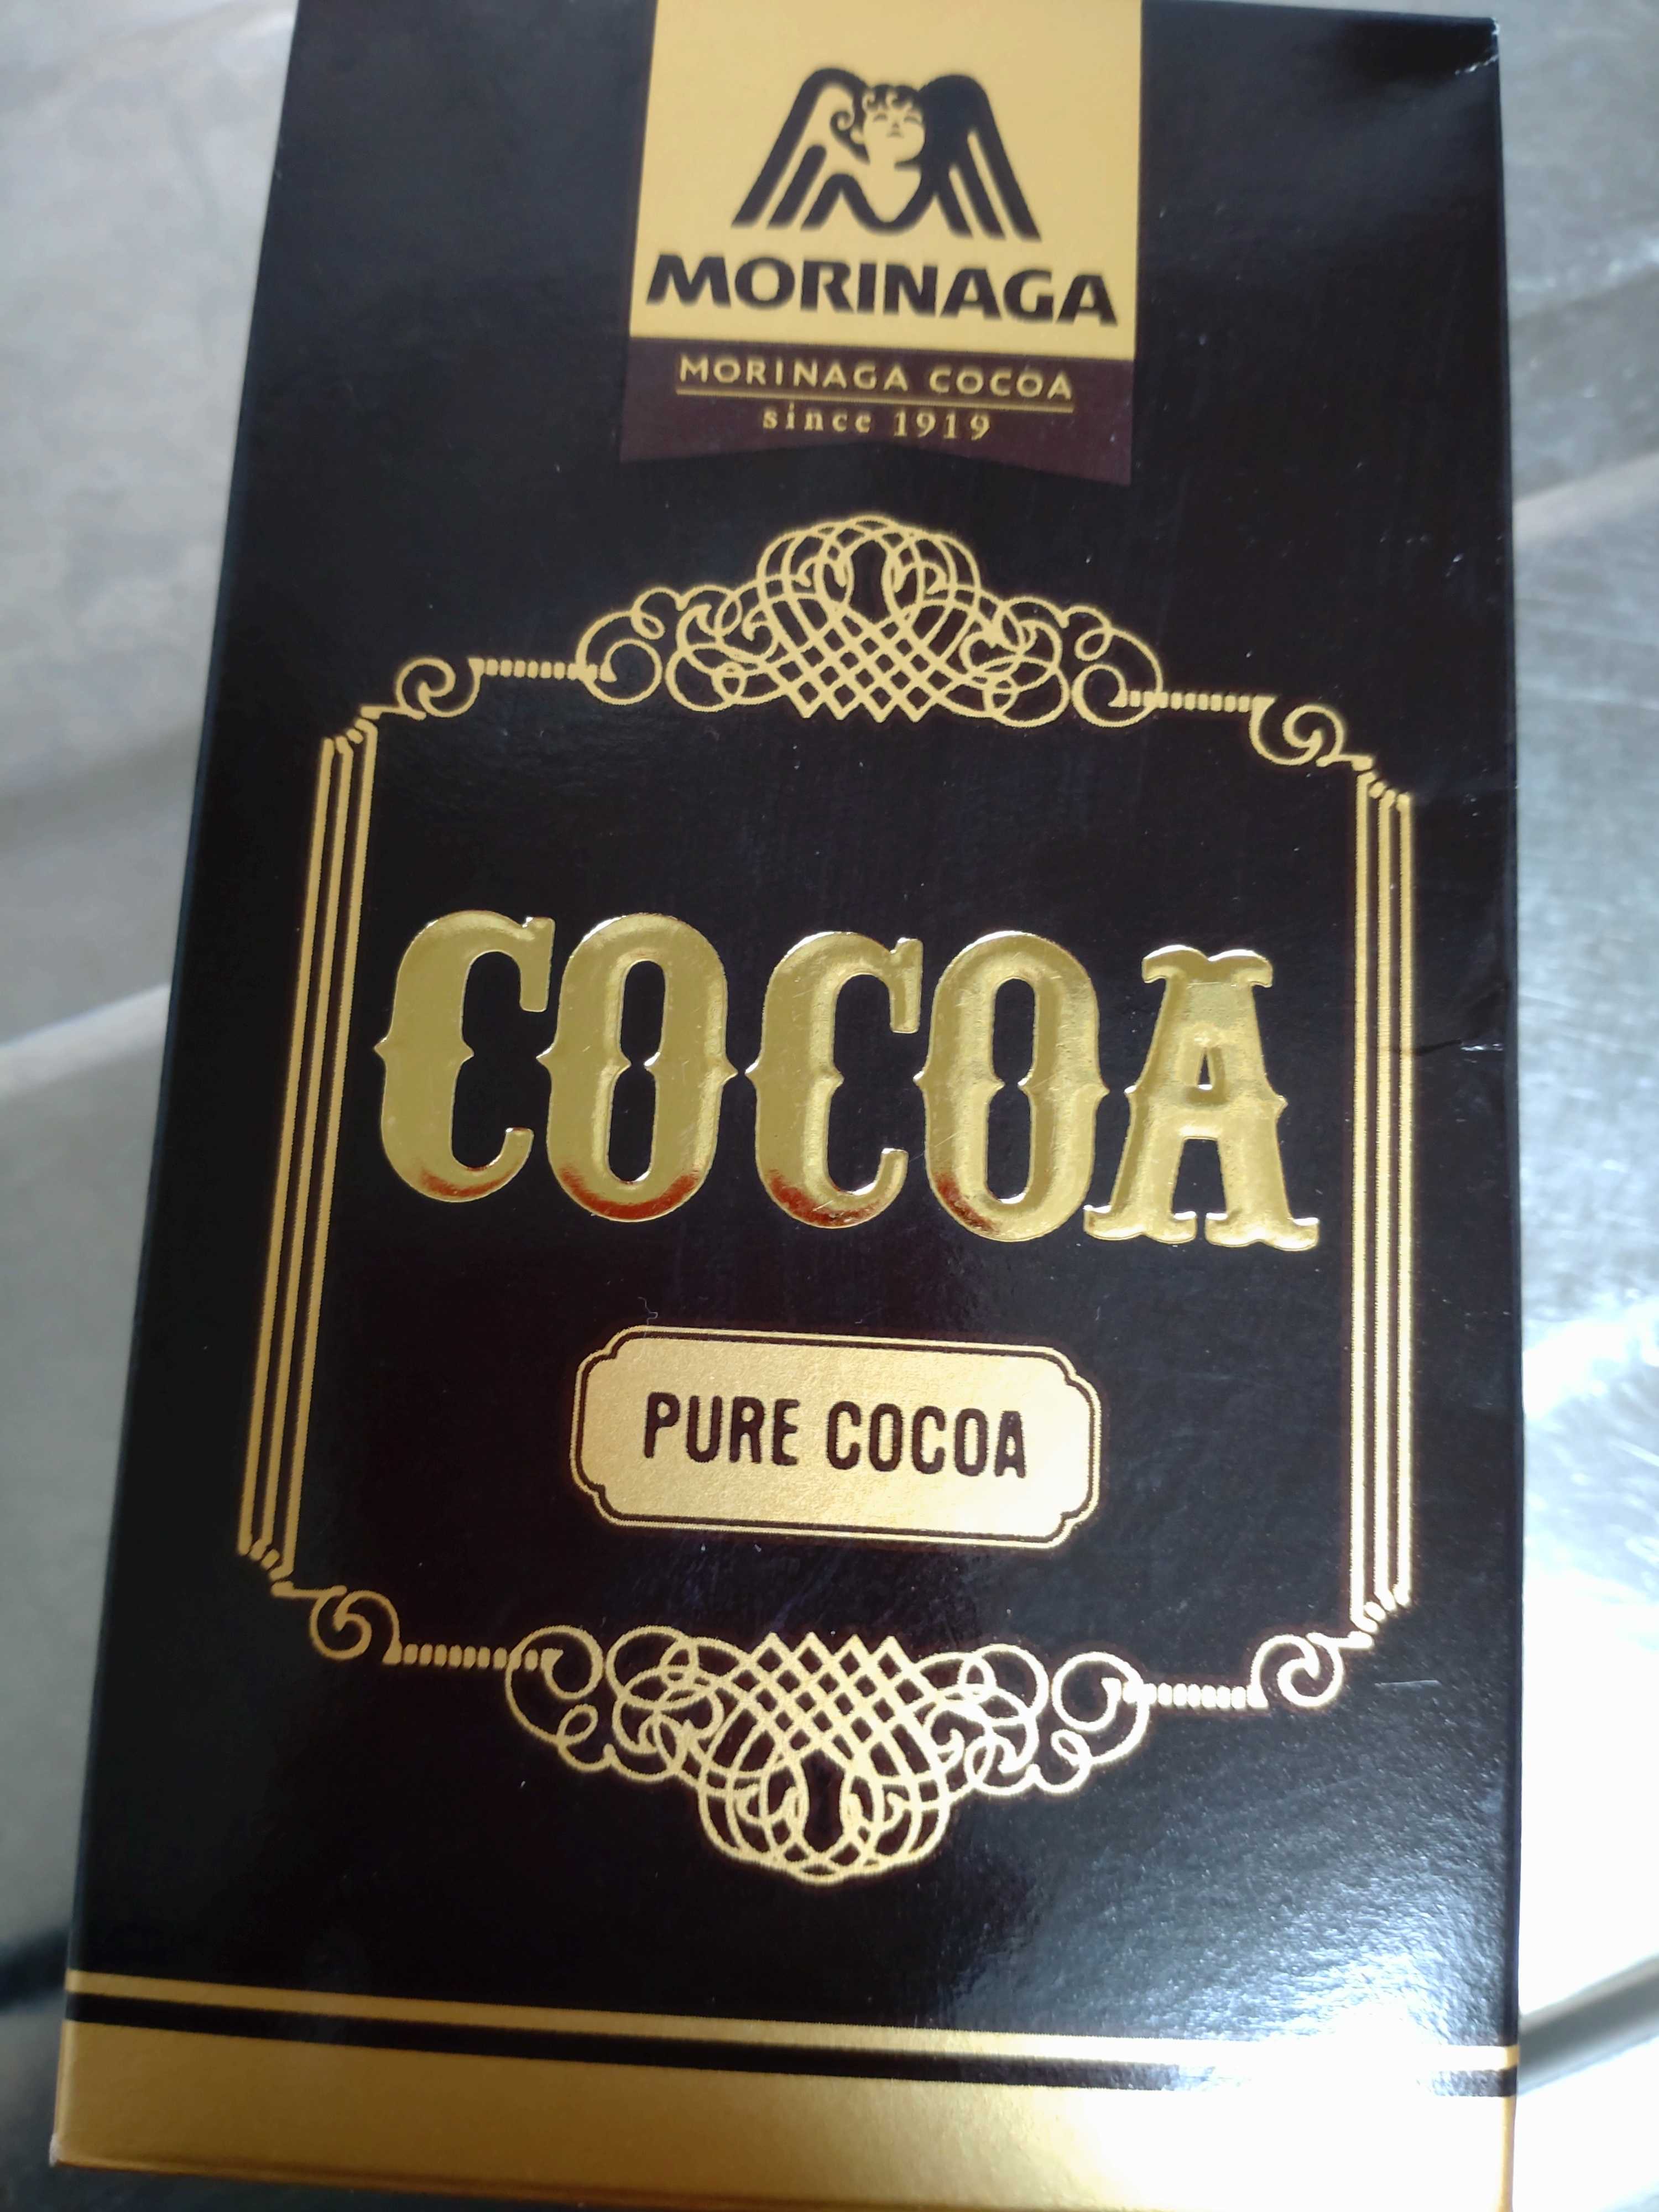 MORINAGA
MORINAGA COCOA
since 1919
COCOA
PURE COCOA